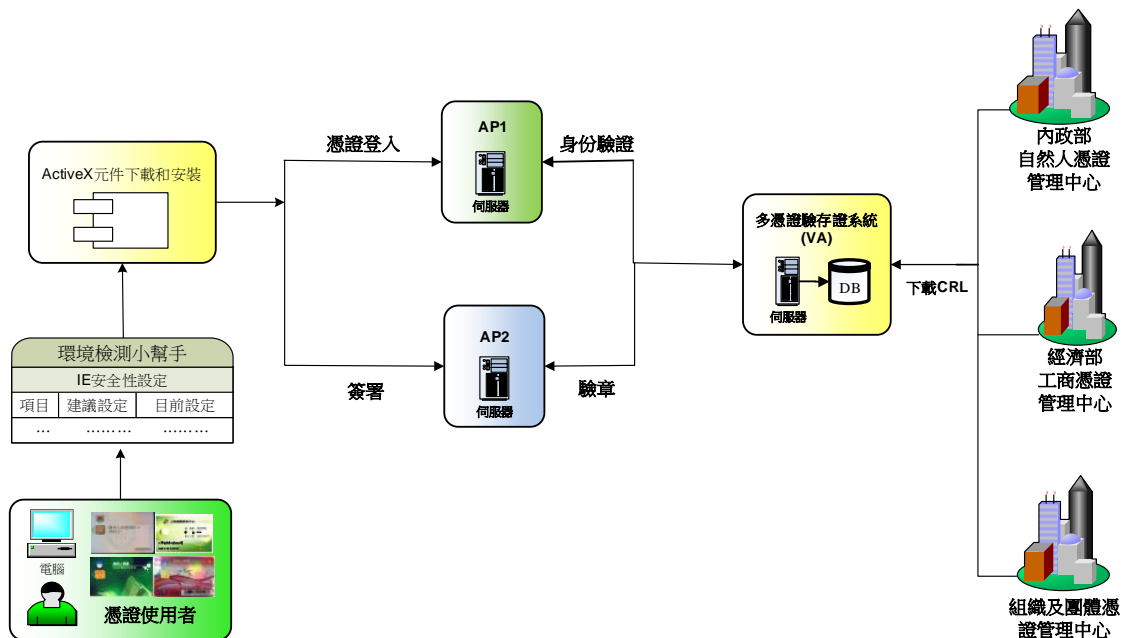 內政部
自然人憑證
管理中心
憑證登入
AP1
伺服器
身份驗證
ActiveX元件下載和安裝
多憑證驗存證系統
(VA)
伺服器
DB
下載CRL
環境檢測小幫手
IE安全性設定
項目 建議設定 目前設定
... ......... .........
AP2
伺服器
簽署
驗章
經濟部
工商憑證
管理中心
電腦
憑證使用者
組織及團體憑
證管理中心